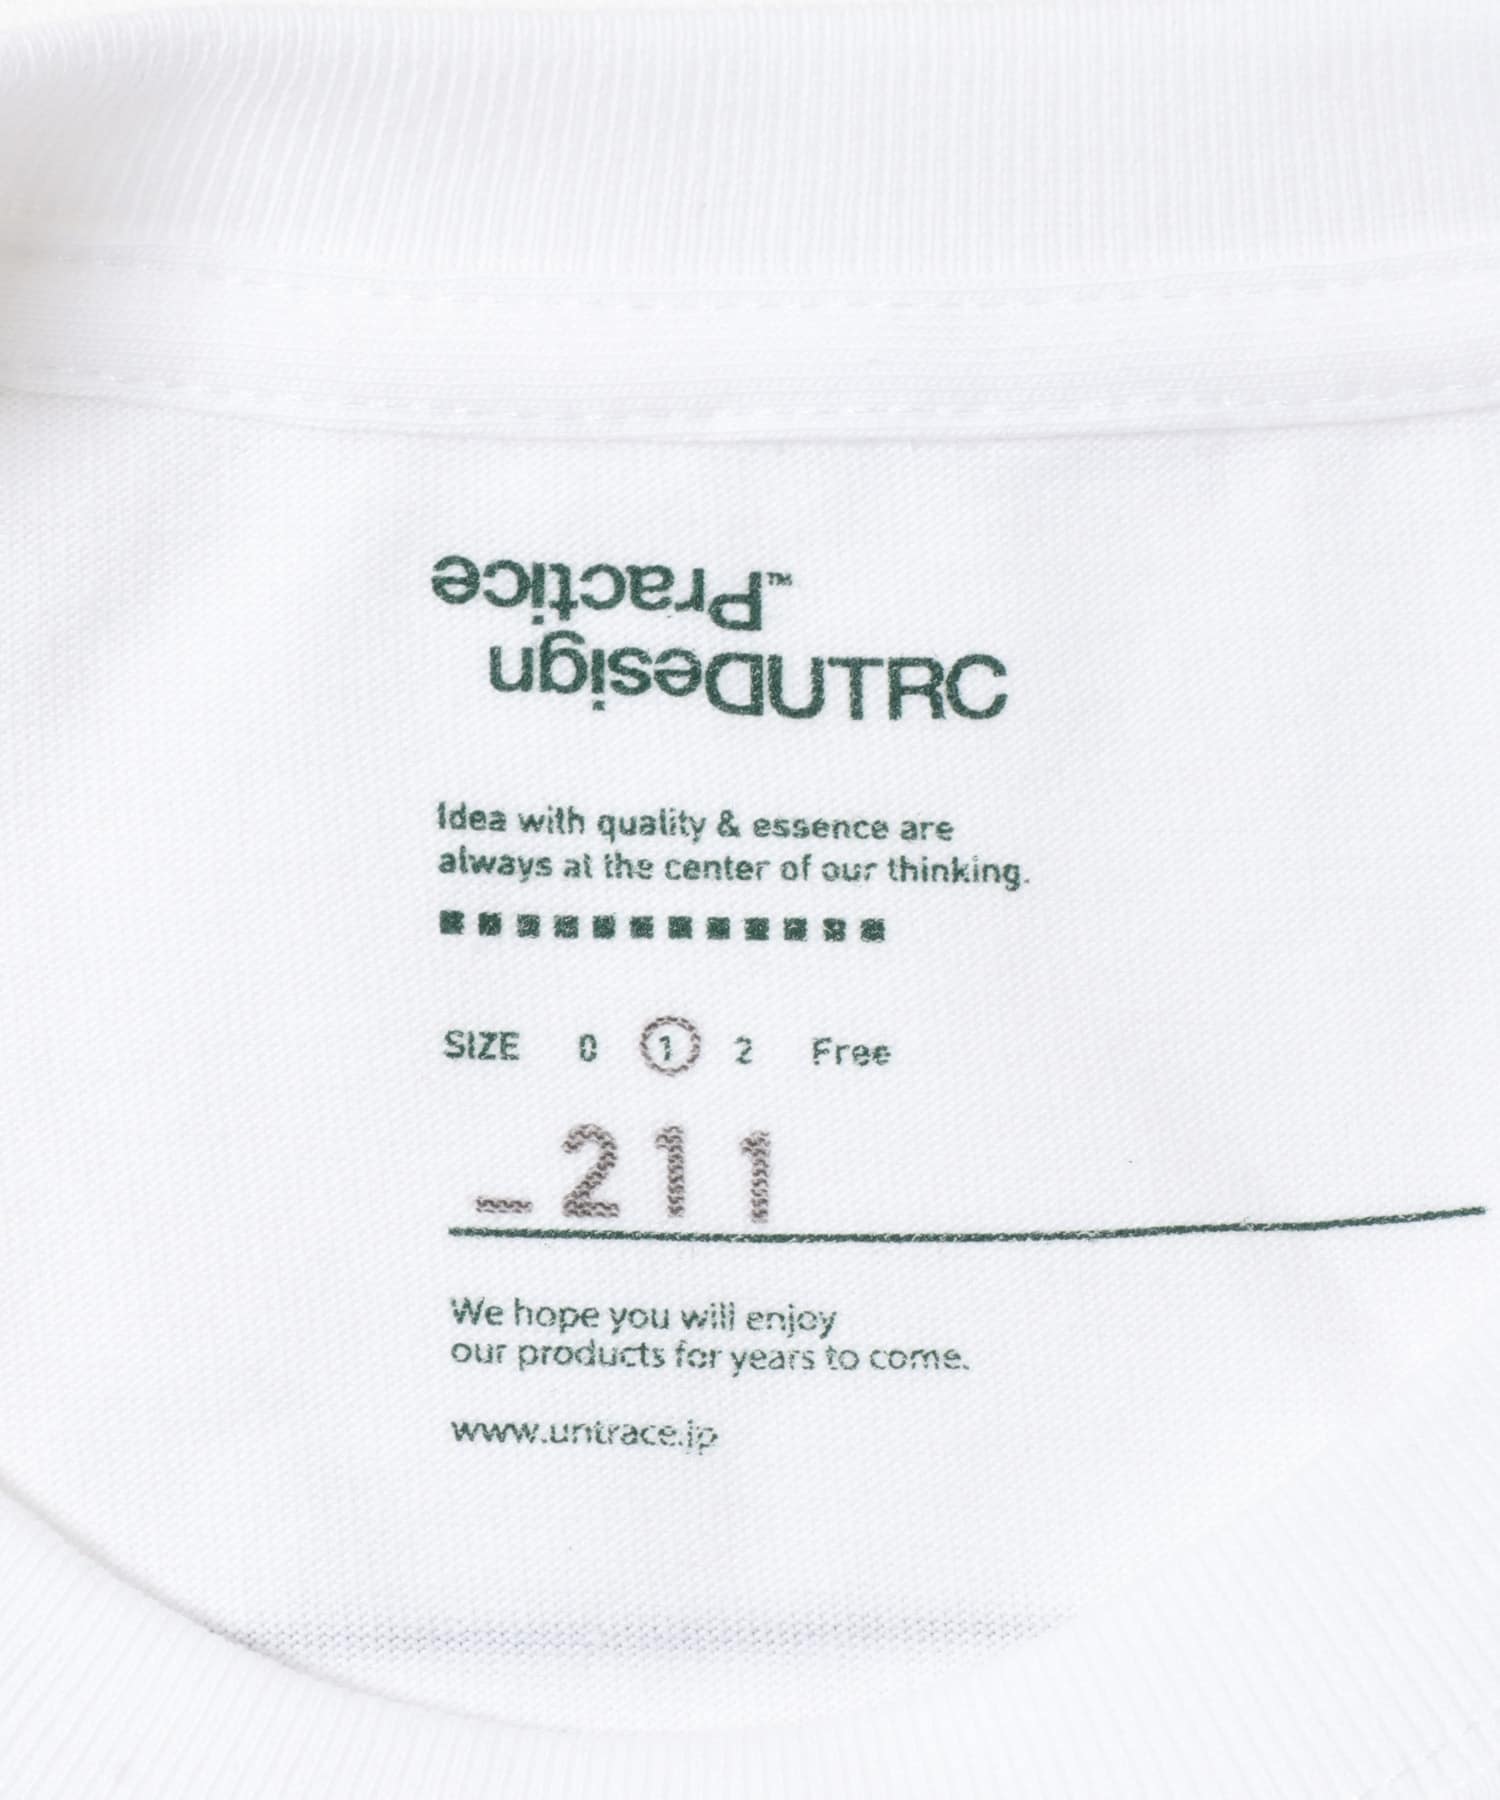 Practice™
DesignUTRC
Idea with quality & essence are
always at the center of our thinking.
SIZE 0 1 2 Free
_211
We hope you will enjoy
our products for years to come.
www.untrace.jp